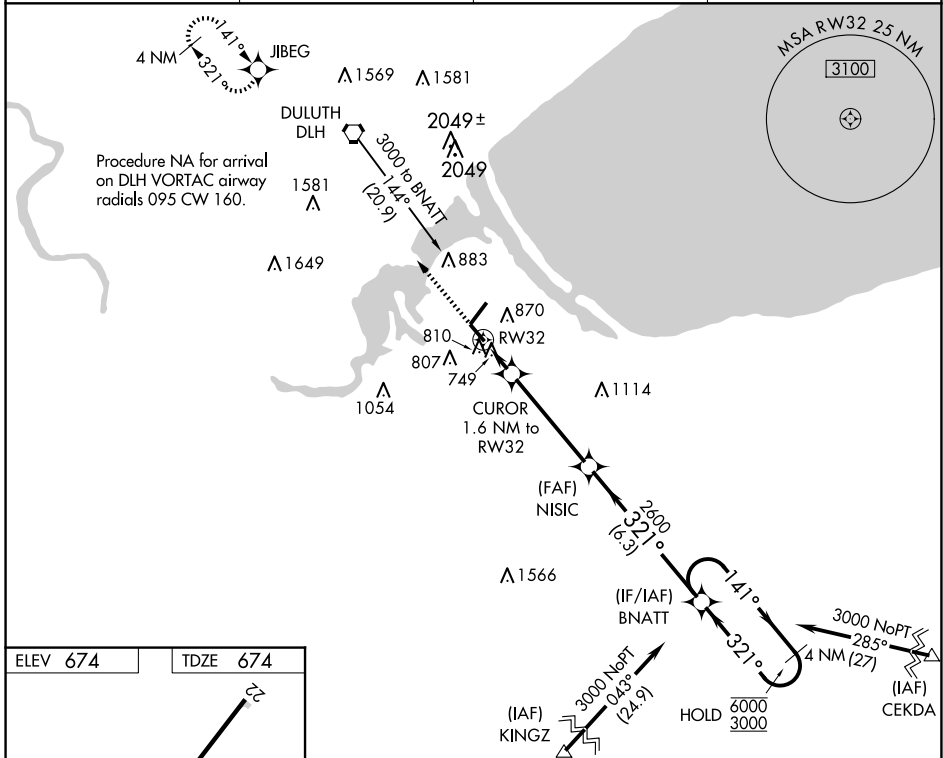 MSA RW32 25 NM
3100
141°
4 NM
321°
JIBEG
1569
1581
DULUTH
DLH
2049±
2049
3000 to BNATT
144°
(20.9)
Procedure NA for arrival
on DLH VORTAC airway
radials 095 CW 160.
1581
1649
883
870
810
RW32
807
749
1054
CUROR
1.6 NM to
RW32
1114
(FAF)
NISIC
2600
321°
(6.3)
1566
(IF/IAF)
BNATT
141°
321°
4 NM
3000 NoPT
285°
(27)
(IAF)
CEKDA
3000 NoPT
043°
(24.9)
(IAF)
KINGZ
HOLD
6000
3000
ELEV 674
TDZE 674
22